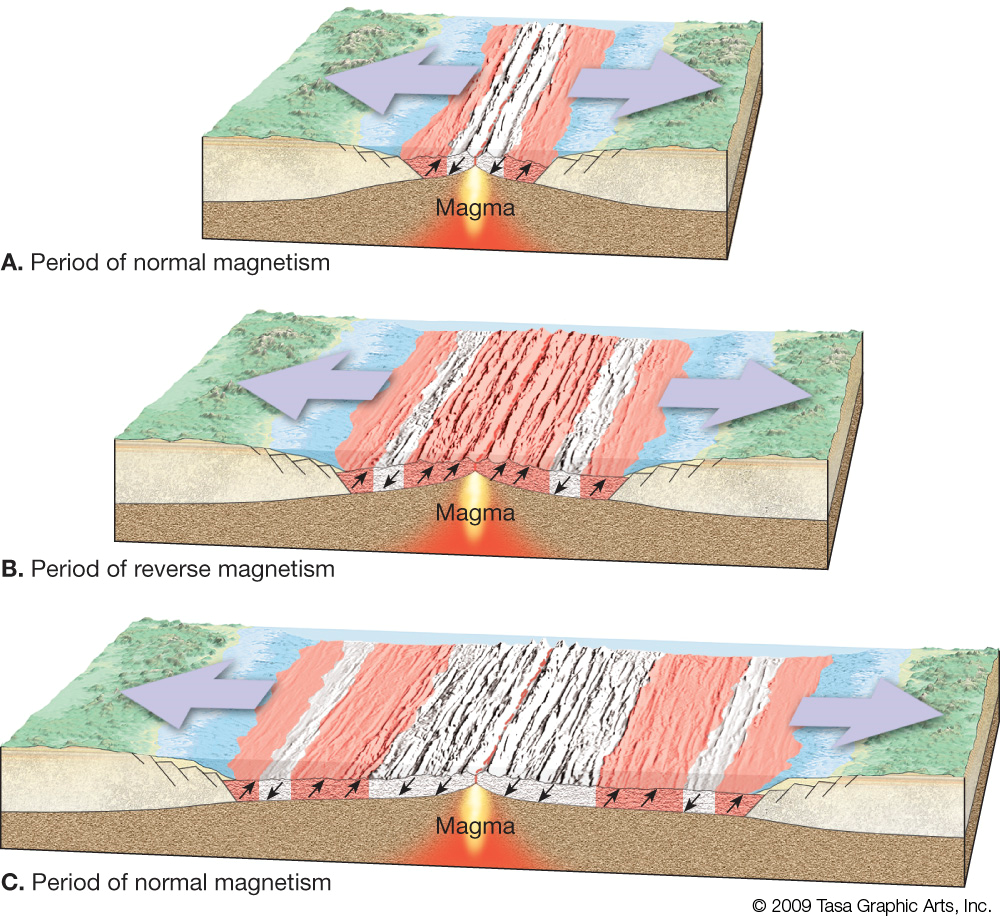 Magma
A. Period of normal magnetism
Magma
B. Period of reverse magnetism
Magma
C. Period of normal magnetism
© 2009 Tasa Graphic Arts, Inc.